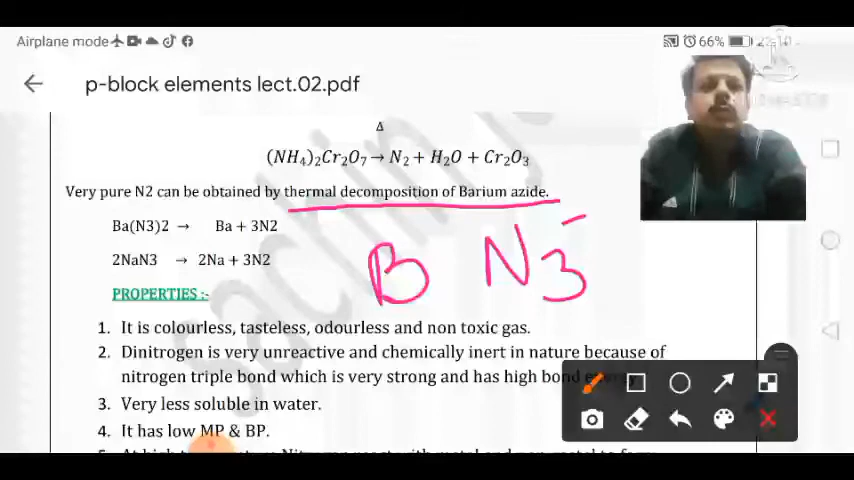 Airplane mode 66% 22:10
p-block elements lect.02.pdf
Δ
(NH₄)₂Cr₂O₇ → N₂ + H₂O + Cr₂O₃
Very pure N2 can be obtained by thermal decomposition of Barium azide.
Ba(N3)2 → Ba + 3N2
2NaN3 → 2Na + 3N2
B N3⁻
PROPERTIES :-
1. It is colourless, tasteless, odourless and non toxic gas.
2. Dinitrogen is very unreactive and chemically inert in nature because of
nitrogen triple bond which is very strong and has high bond energy
3. Very less soluble in water.
4. It has low MP & BP.